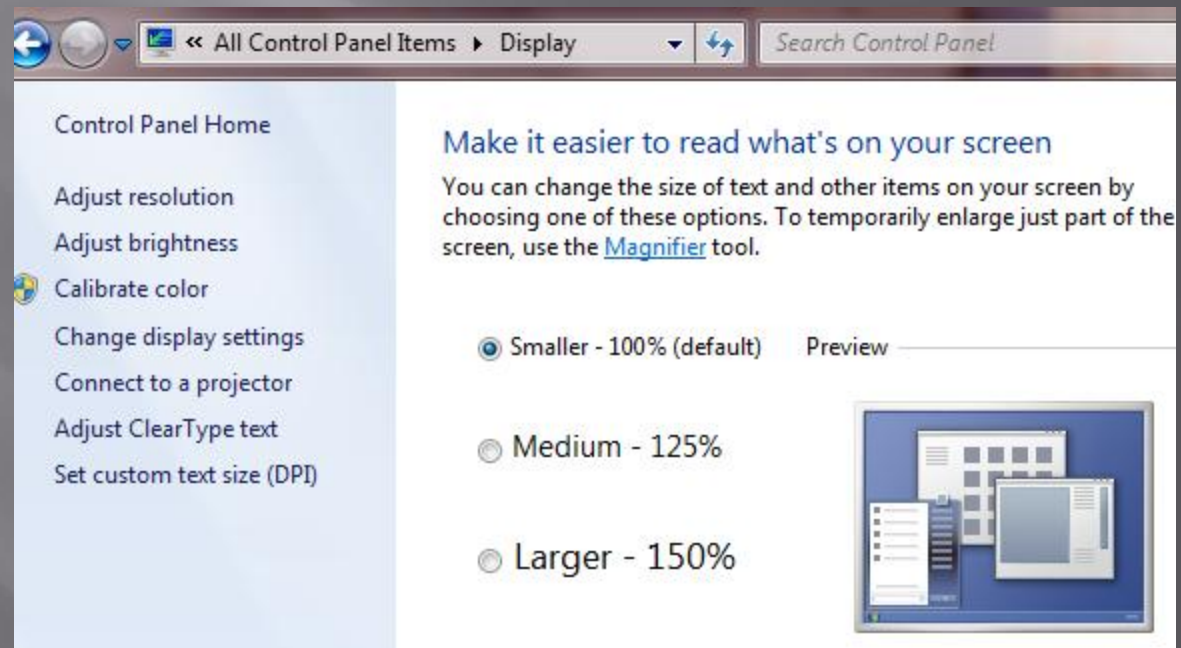 « All Control Panel Items ▸ Display
Search Control Panel
Control Panel Home
Adjust resolution
Adjust brightness
Calibrate color
Change display settings
Connect to a projector
Adjust ClearType text
Set custom text size (DPI)
Make it easier to read what's on your screen
You can change the size of text and other items on your screen by
choosing one of these options. To temporarily enlarge just part of the
screen, use the Magnifier tool.
Smaller - 100% (default)
Preview
Medium - 125%
Larger - 150%